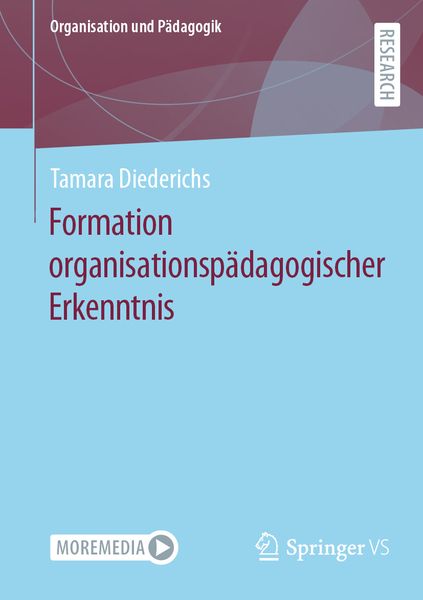 Organisation und Pädagogik
RESEARCH
Tamara Diederichs
Formation
organisationspädagogischer
Erkenntnis
MOREMEDIA
Springer VS